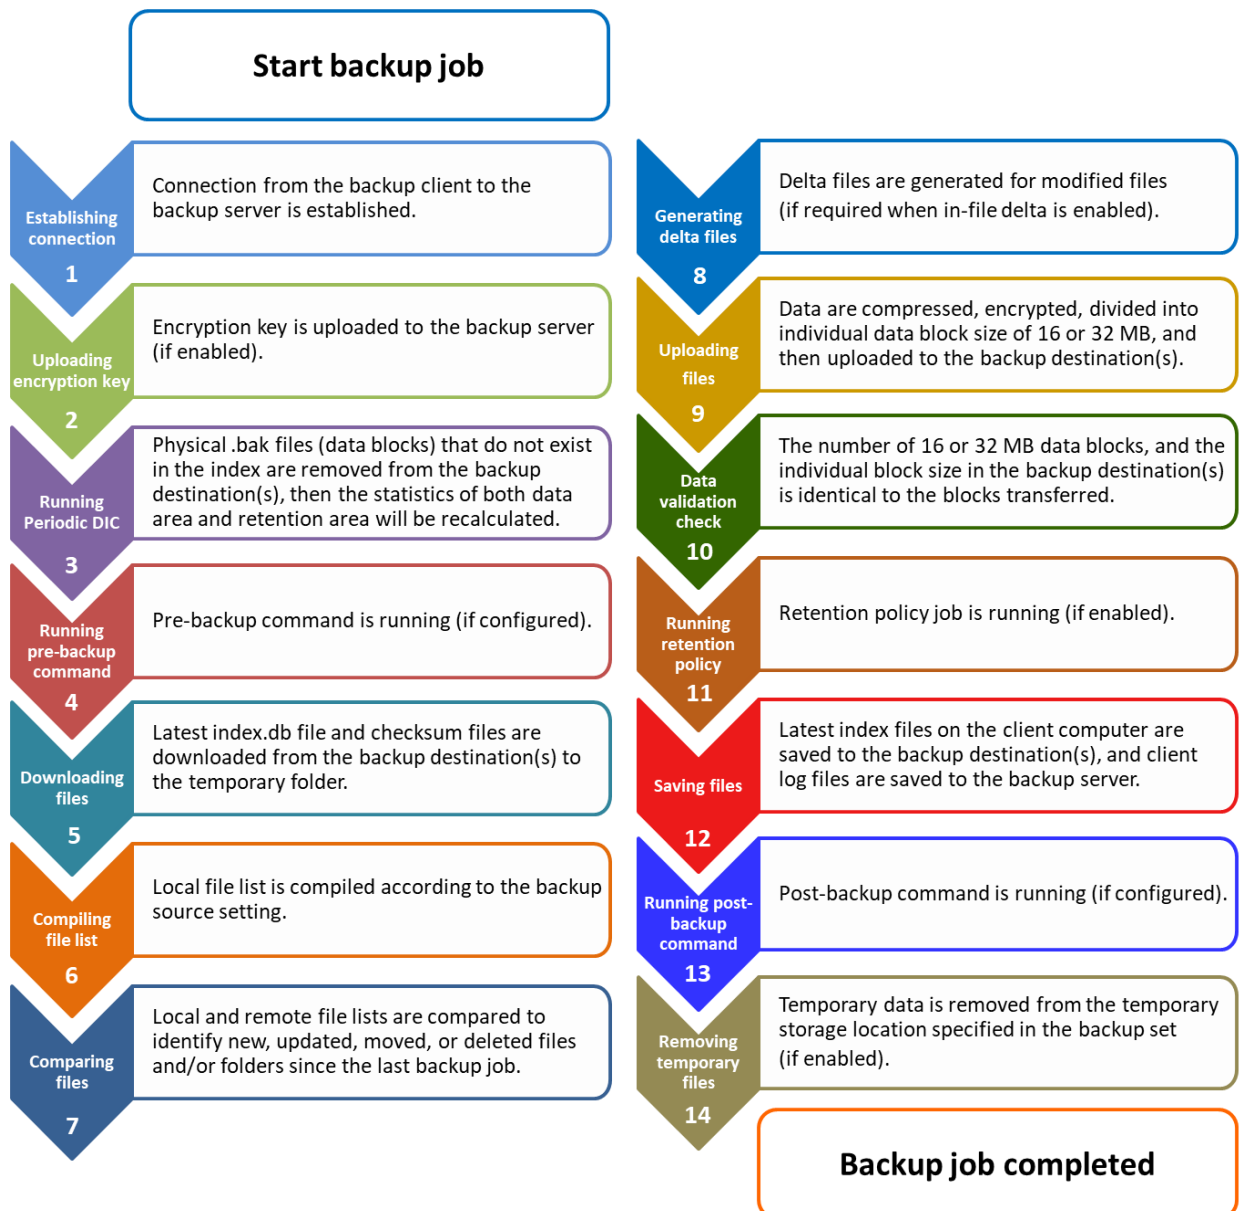 Start backup job
Establishing
connection
1
Connection from the backup client to the
backup server is established.
Uploading
encryption key
2
Encryption key is uploaded to the backup server
(if enabled).
Running
Periodic DIC
3
Physical .bak files (data blocks) that do not exist
in the index are removed from the backup
destination(s), then the statistics of both data
area and retention area will be recalculated.
Running
pre-backup
command
4
Pre-backup command is running (if configured).
Downloading
files
5
Latest index.db file and checksum files are
downloaded from the backup destination(s) to
the temporary folder.
Compiling
file list
6
Local file list is compiled according to the backup
source setting.
Comparing
files
7
Local and remote file lists are compared to
identify new, updated, moved, or deleted files
and/or folders since the last backup job.
Generating
delta files
8
Delta files are generated for modified files
(if required when in-file delta is enabled).
Uploading
files
9
Data are compressed, encrypted, divided into
individual data block size of 16 or 32 MB, and
then uploaded to the backup destination(s).
Data
validation
check
10
The number of 16 or 32 MB data blocks, and the
individual block size in the backup destination(s)
is identical to the blocks transferred.
Running
retention
policy
11
Retention policy job is running (if enabled).
Saving files
12
Latest index files on the client computer are
saved to the backup destination(s), and client
log files are saved to the backup server.
Running post-
backup
command
13
Post-backup command is running (if configured).
Removing
temporary
files
14
Temporary data is removed from the temporary
storage location specified in the backup set
(if enabled).
Backup job completed